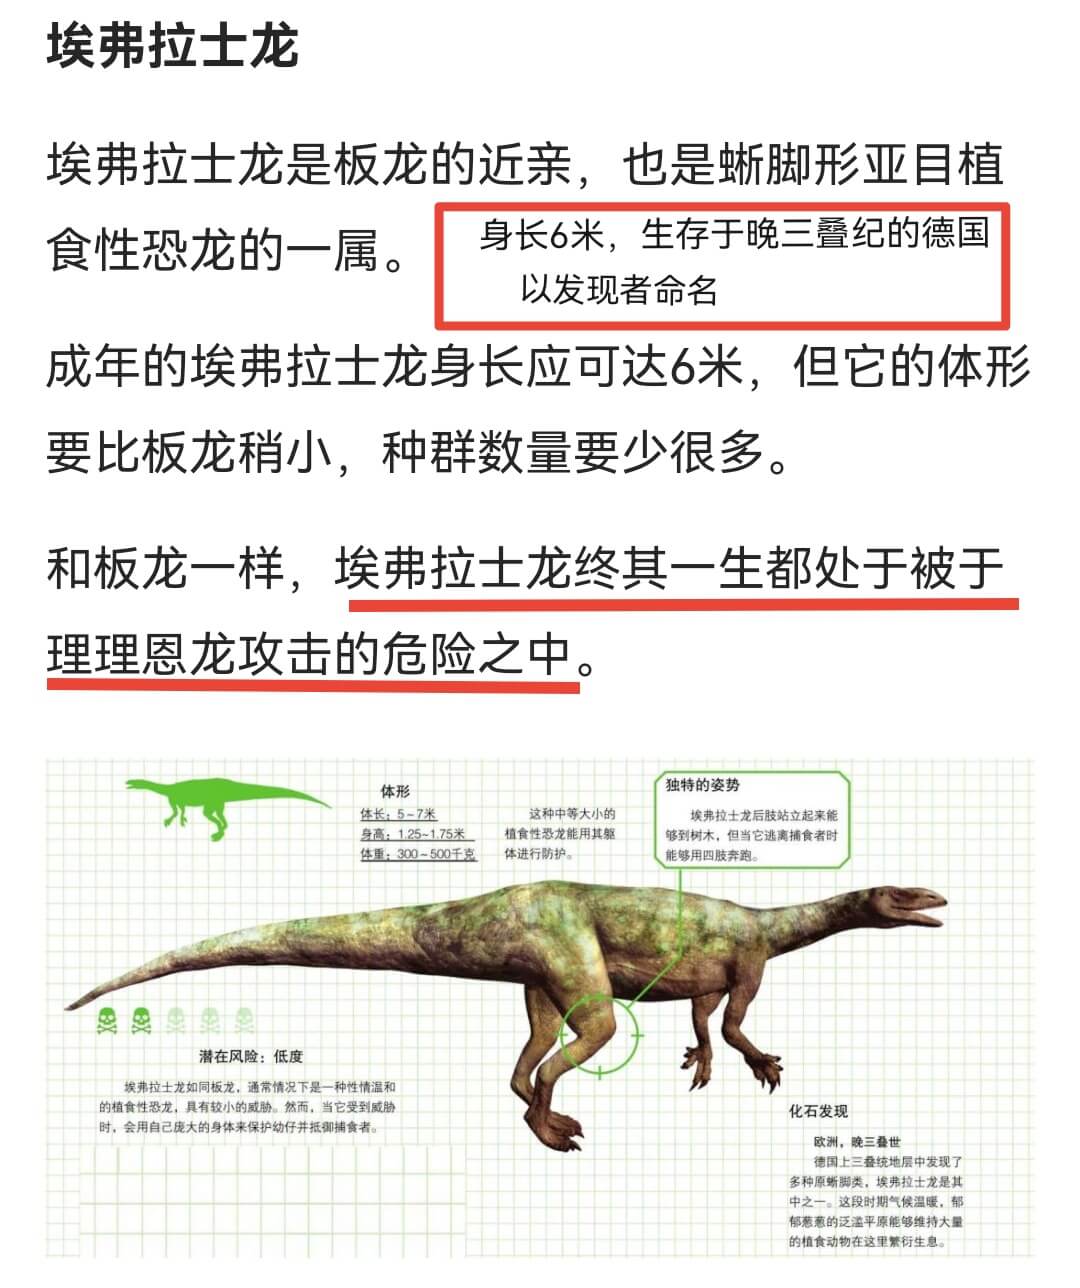 埃弗拉士龙
埃弗拉士龙是板龙的近亲，也是蜥脚形亚目植
食性恐龙的一属。
身长6米，生存于晚三叠纪的德国
以发现者命名
成年的埃弗拉士龙身长应可达6米，但它的体形
要比板龙稍小，种群数量要少很多。
和板龙一样，埃弗拉士龙终其一生都处于被于
理理恩龙攻击的危险之中。
体形
体长：5～7米
身高：1.25~1.75米
体重：300～500千克
这种中等大小的
植食性恐龙能用其躯
体进行防护。
独特的姿势
埃弗拉士龙后肢站立起来能
够到树木，但当它逃离捕食者时
能够用四肢奔跑。
潜在风险：低度
埃弗拉士龙如同板龙，通常情况下是一种性情温和
的植食性恐龙，具有较小的威胁。然而，当它受到威胁
时，会用自己庞大的身体来保护幼仔并抵御捕食者。
化石发现
欧洲，晚三叠世
德国上三叠统地层中发现了
多种原蜥脚类，埃弗拉士龙是其
中之一。这段时期气候温暖，郁
郁葱葱的泛滥平原能够维持大量
的植食动物在这里繁衍生息。